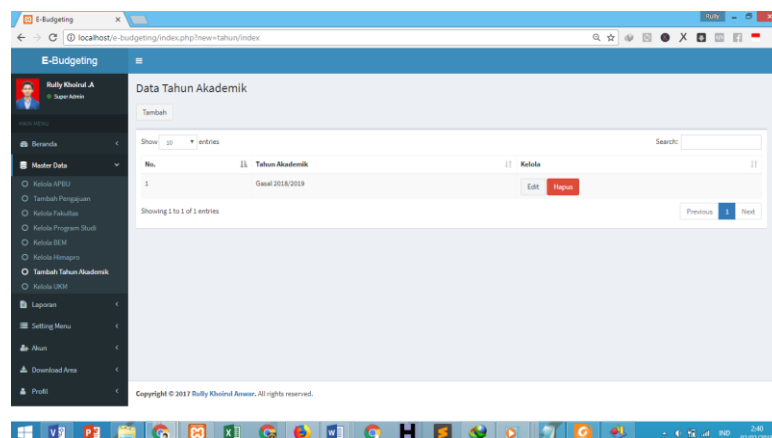 E-Budgeting
Rully
localhost/e-budgeting/index.php?new=tahun/index
E-Budgeting
Rully Khoirul .A
Super Admin
MAIN MENU
Beranda
Master Data
Kelola APBU
Tambah Pengajuan
Kelola Fakultas
Kelola Program Studi
Kelola BEM
Kelola Himapro
Tambah Tahun Akademik
Kelola UKM
Laporan
Setting Menu
Akun
Download Area
Profil
Data Tahun Akademik
Tambah
Show 10 entries
Search:
No. Tahun Akademik Kelola
1 Gasal 2018/2019 Edit Hapus
Showing 1 to 1 of 1 entries
Previous 1 Next
Copyright © 2017 Rully Khoirul Anwar. All rights reserved.
IND 2:40